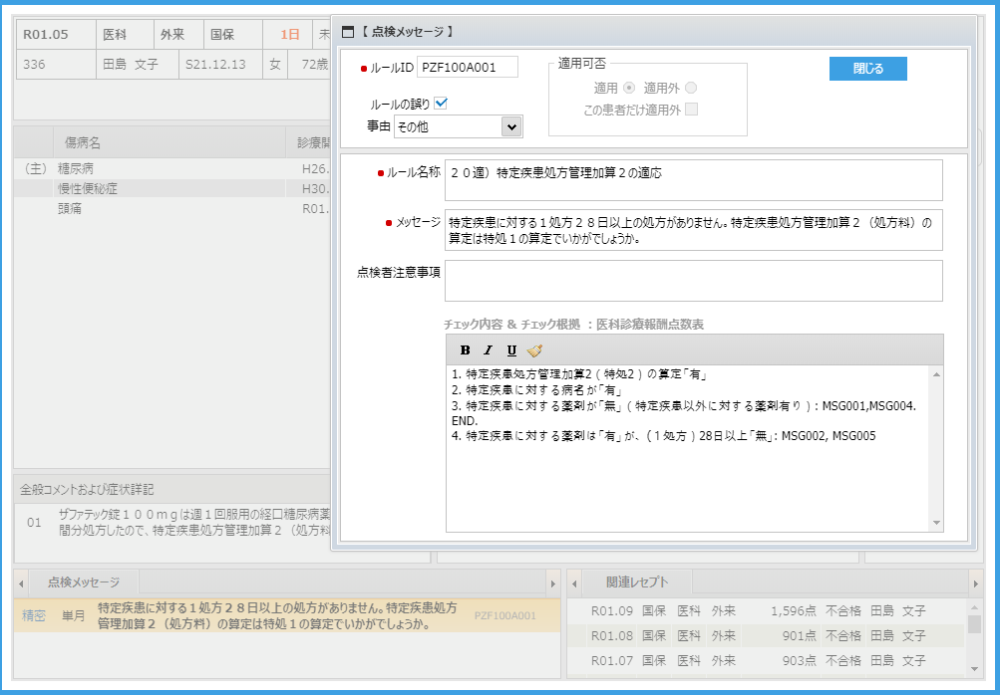 R01.05 医科 外来 国保 1日 未
336 田島 文子 S21.12.13 女 72歳
傷病名 診療開
（主） 糖尿病 H26.
慢性便秘症 H30.
頭痛 R01.
全般コメントおよび症状詳記
01 ザファテック錠１００ｍｇは週１回服用の経口糖尿病薬
間分処方したので、特定疾患処方管理加算２（処方料
【 点検メッセージ 】
ルールID PZF100A001
適用可否
閉じる
適用 適用外
この患者だけ適用外
ルールの誤り
事由 その他
ルール名称 ２０適）特定疾患処方管理加算２の適応
メッセージ 特定疾患に対する１処方２８日以上の処方がありません。特定疾患処方管理加算２（処方料）の
算定は特処１の算定でいかがでしょうか。
点検者注意事項
チェック内容 & チェック根拠 ：医科診療報酬点数表
B I U
1. 特定疾患処方管理加算2 ( 特処2 ) の算定「有」
2. 特定疾患に対する病名が「有」
3. 特定疾患に対する薬剤が「無」( 特定疾患以外に対する薬剤有り ) : MSG001,MSG004.
END.
4. 特定疾患に対する薬剤は「有」が、（１処方 ) 28日以上「無」: MSG002, MSG005
点検メッセージ
精密 単月 特定疾患に対する１処方２８日以上の処方がありません。特定疾患処方
管理加算２（処方料）の算定は特処１の算定でいかがでしょうか。 PZF100A001
関連レセプト
R01.09 国保 医科 外来 1,596点 不合格 田島 文子
R01.08 国保 医科 外来 901点 不合格 田島 文子
R01.07 国保 医科 外来 903点 不合格 田島 文子